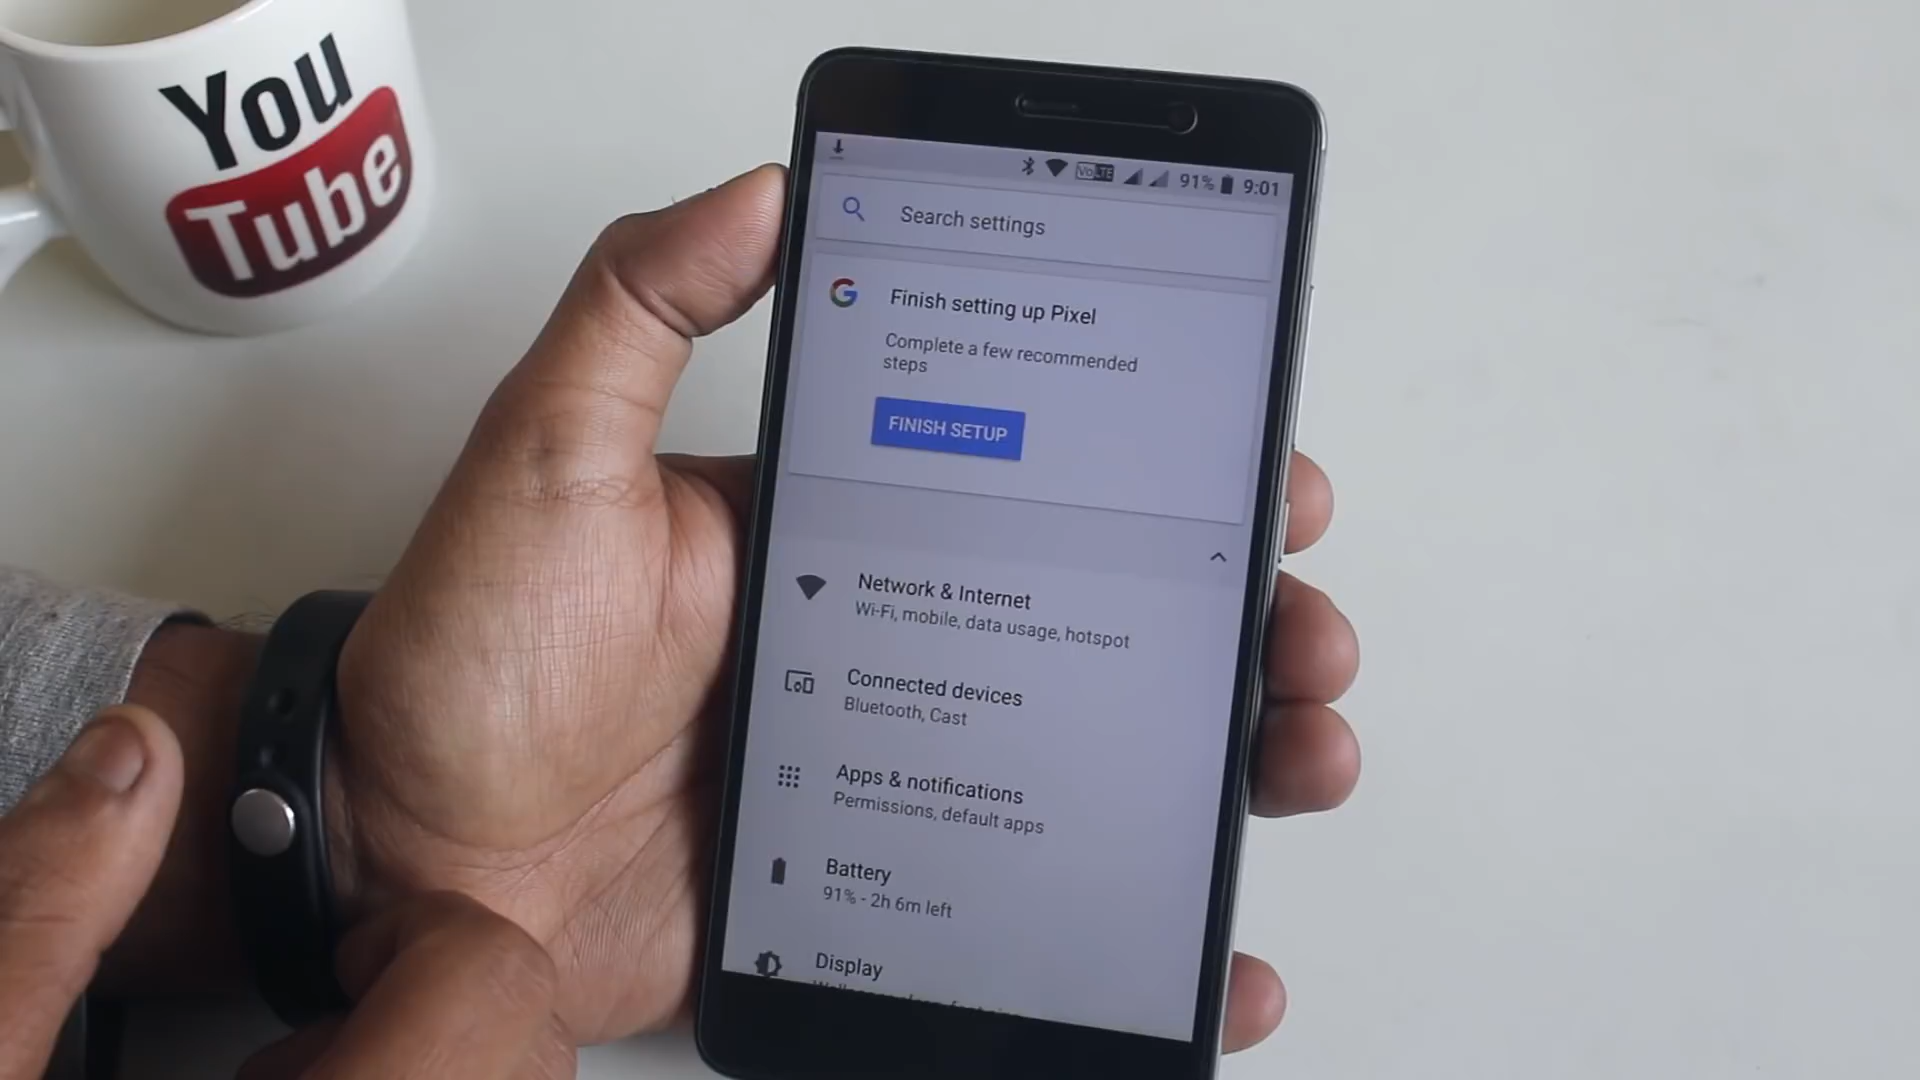 You
Tube
VoLTE 91% 9:01
Search settings
Finish setting up Pixel
Complete a few recommended
steps
FINISH SETUP
Network & Internet
Wi-Fi, mobile, data usage, hotspot
Connected devices
Bluetooth, Cast
Apps & notifications
Permissions, default apps
Battery
91% - 2h 6m left
Display